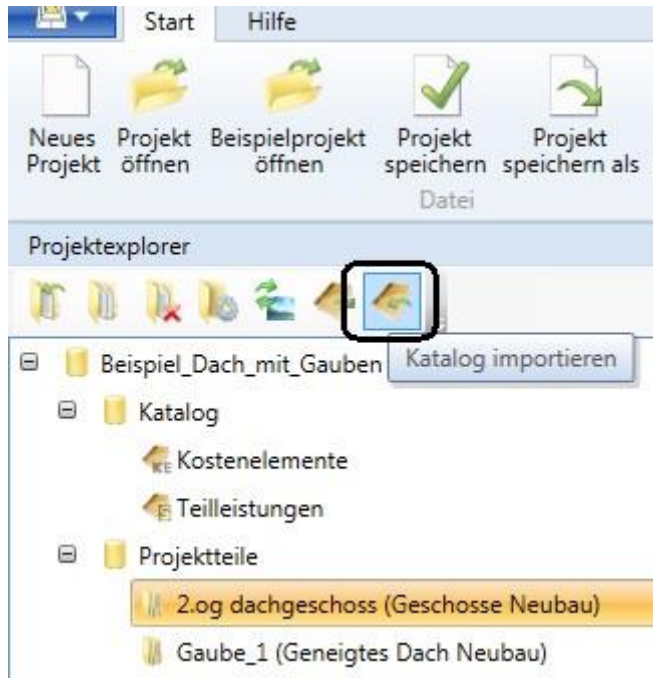 Start Hilfe
Neues Projekt Beispielprojekt Projekt Projekt
Projekt öffnen öffnen speichern speichern als
Datei
Projektexplorer
Beispiel_Dach_mit_Gauben Katalog importieren
Katalog
KE Kostenelemente
Teilleistungen
Projektteile
2.og dachgeschoss (Geschosse Neubau)
Gaube_1 (Geneigtes Dach Neubau)